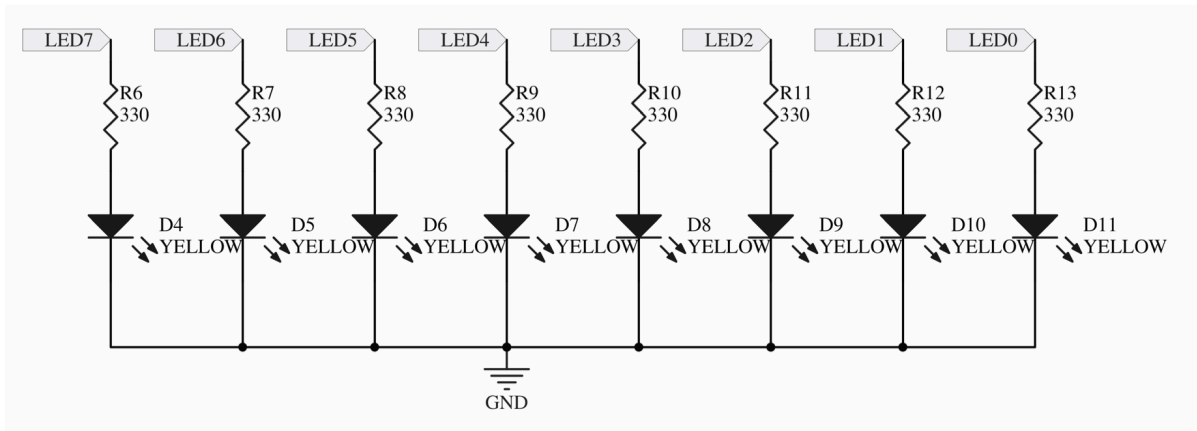 LED7
LED6
LED5
LED4
LED3
LED2
LED1
LED0
R6
330
R7
330
R8
330
R9
330
R10
330
R11
330
R12
330
R13
330
D4
YELLOW
D5
YELLOW
D6
YELLOW
D7
YELLOW
D8
YELLOW
D9
YELLOW
D10
YELLOW
D11
YELLOW
GND